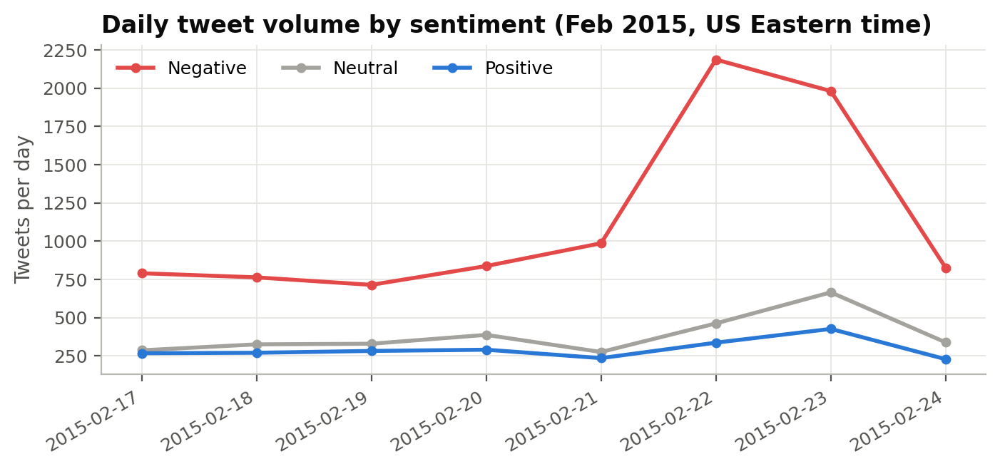 Daily tweet volume by sentiment (Feb 2015, US Eastern time)
Negative Neutral Positive
Tweets per day
2250
2000
1750
1500
1250
1000
750
500
250
2015-02-17 2015-02-18 2015-02-19 2015-02-20 2015-02-21 2015-02-22 2015-02-23 2015-02-24